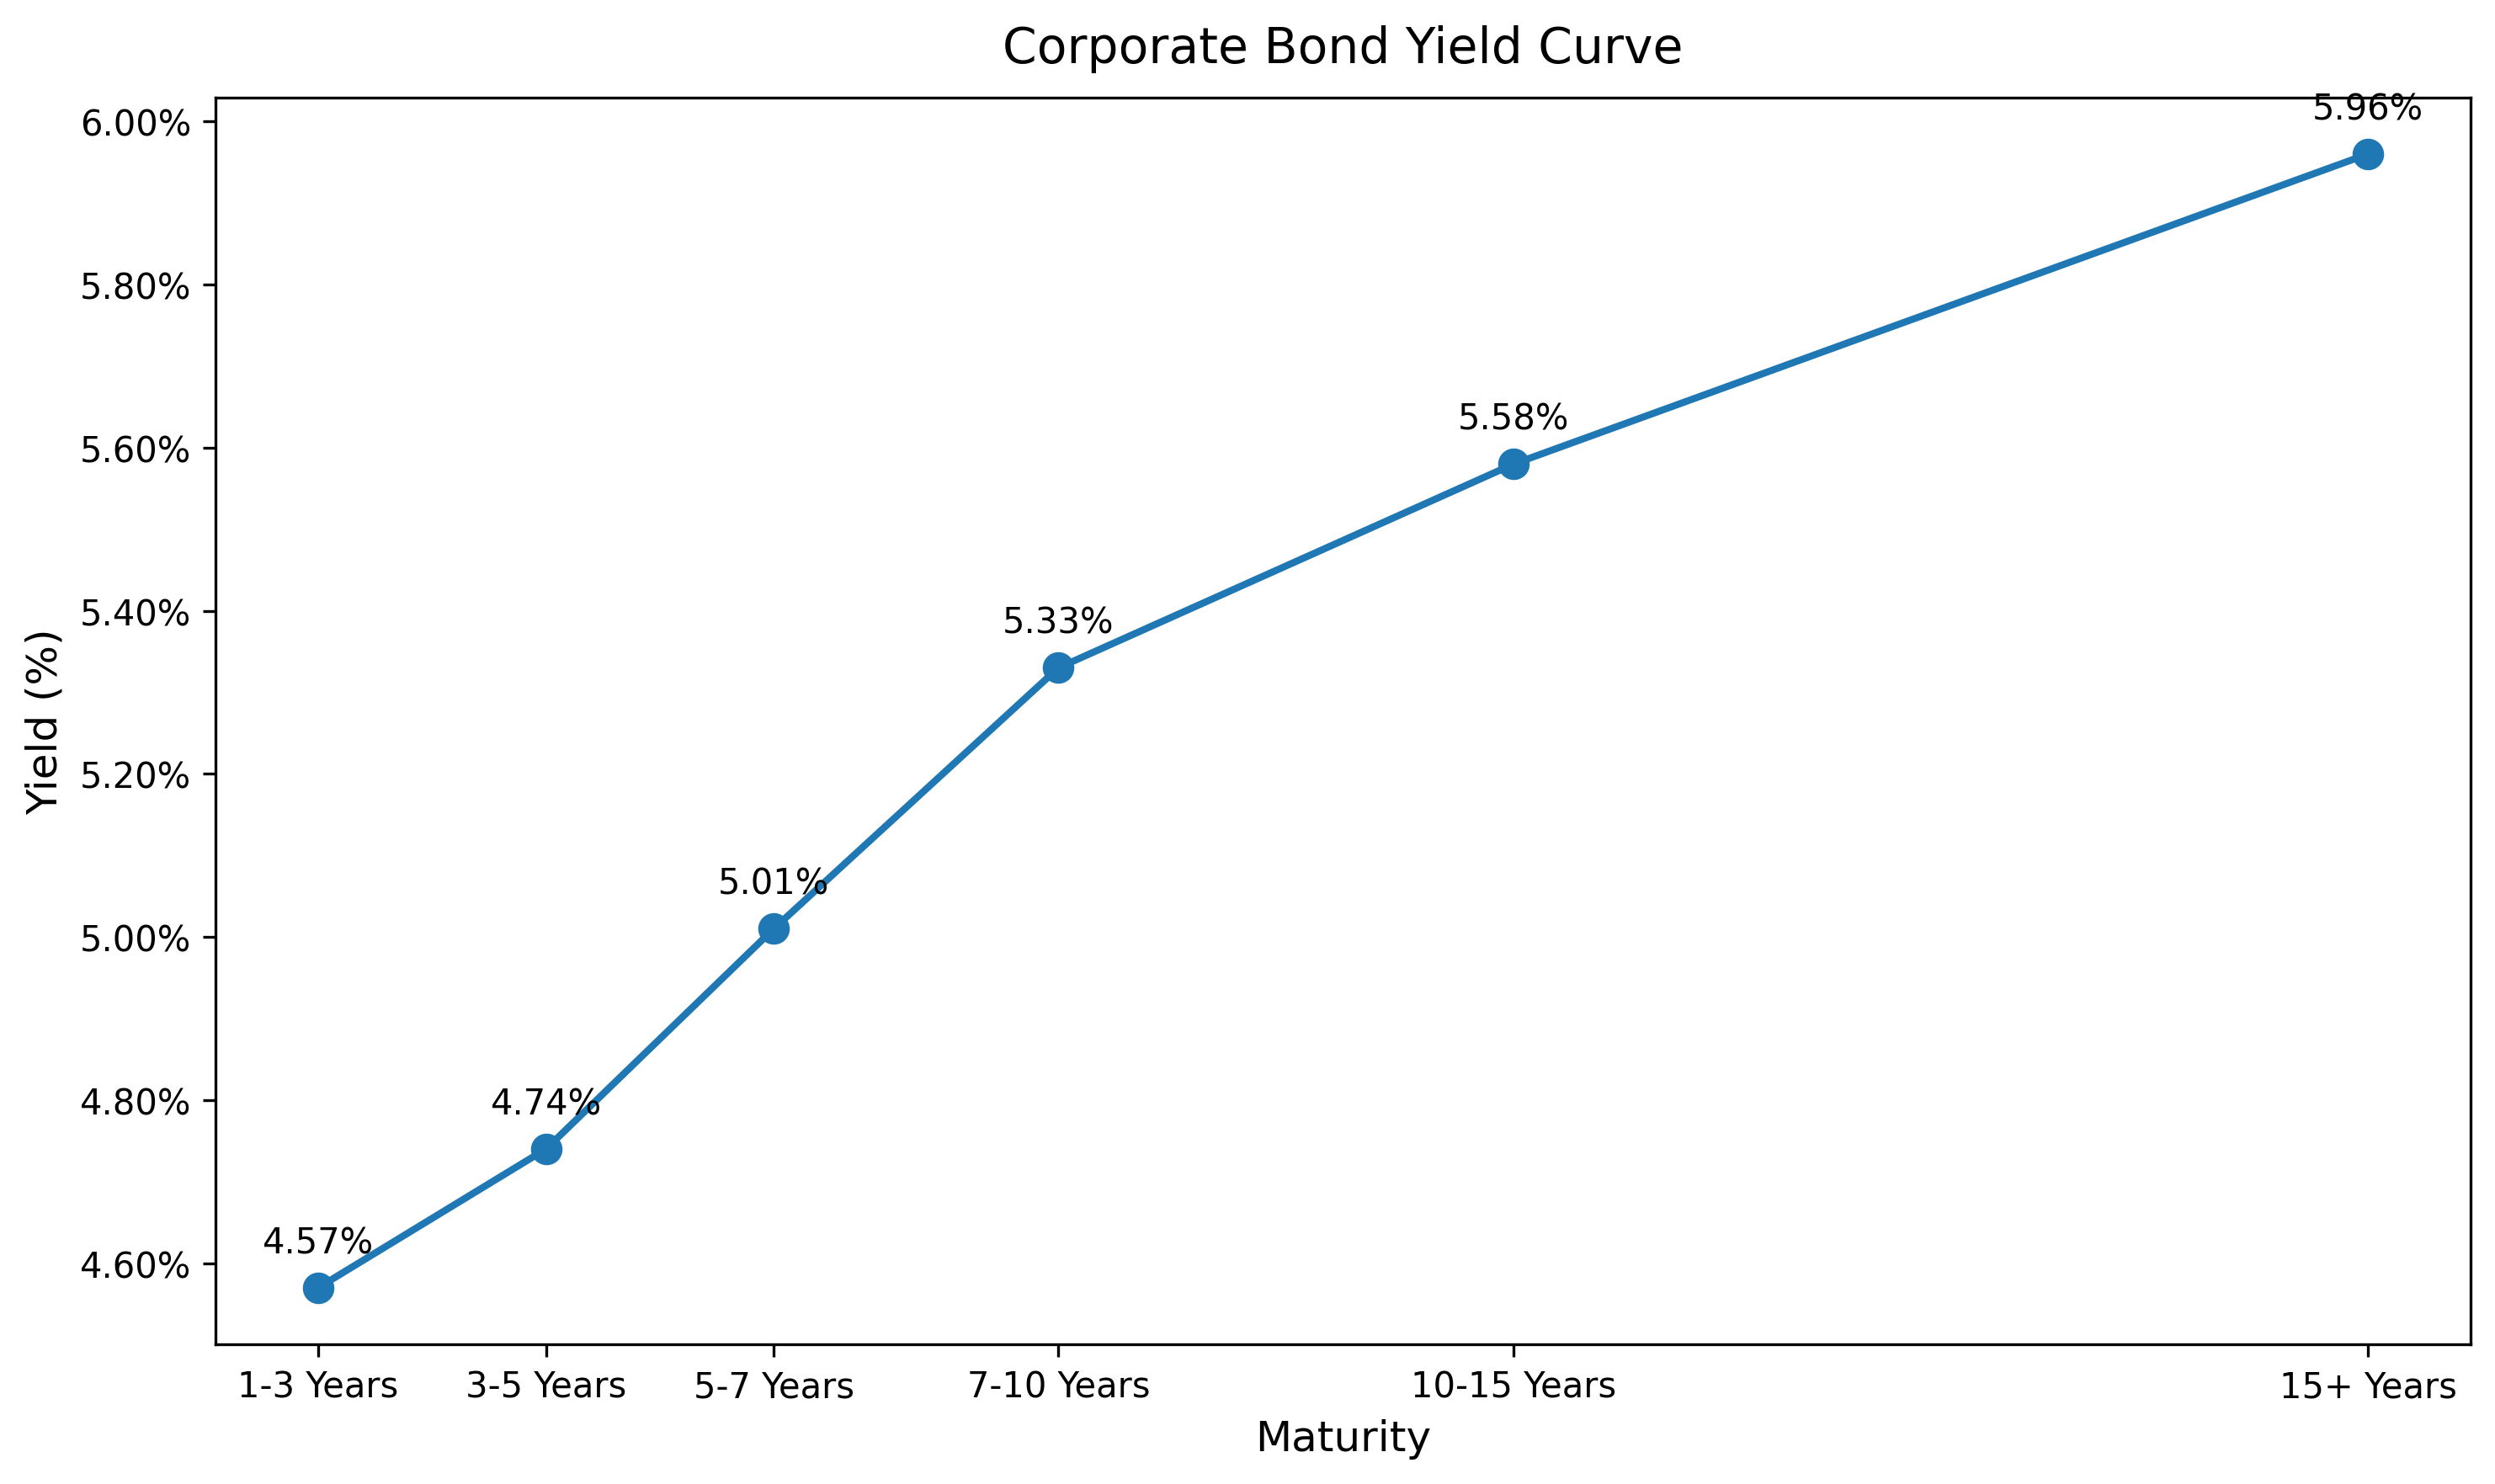 Corporate Bond Yield Curve
6.00%
5.80%
5.60%
5.40%
5.20%
5.00%
4.80%
4.60%
Yield (%)
4.57%
4.74%
5.01%
5.33%
5.58%
5.96%
1-3 Years
3-5 Years
5-7 Years
7-10 Years
10-15 Years
15+ Years
Maturity